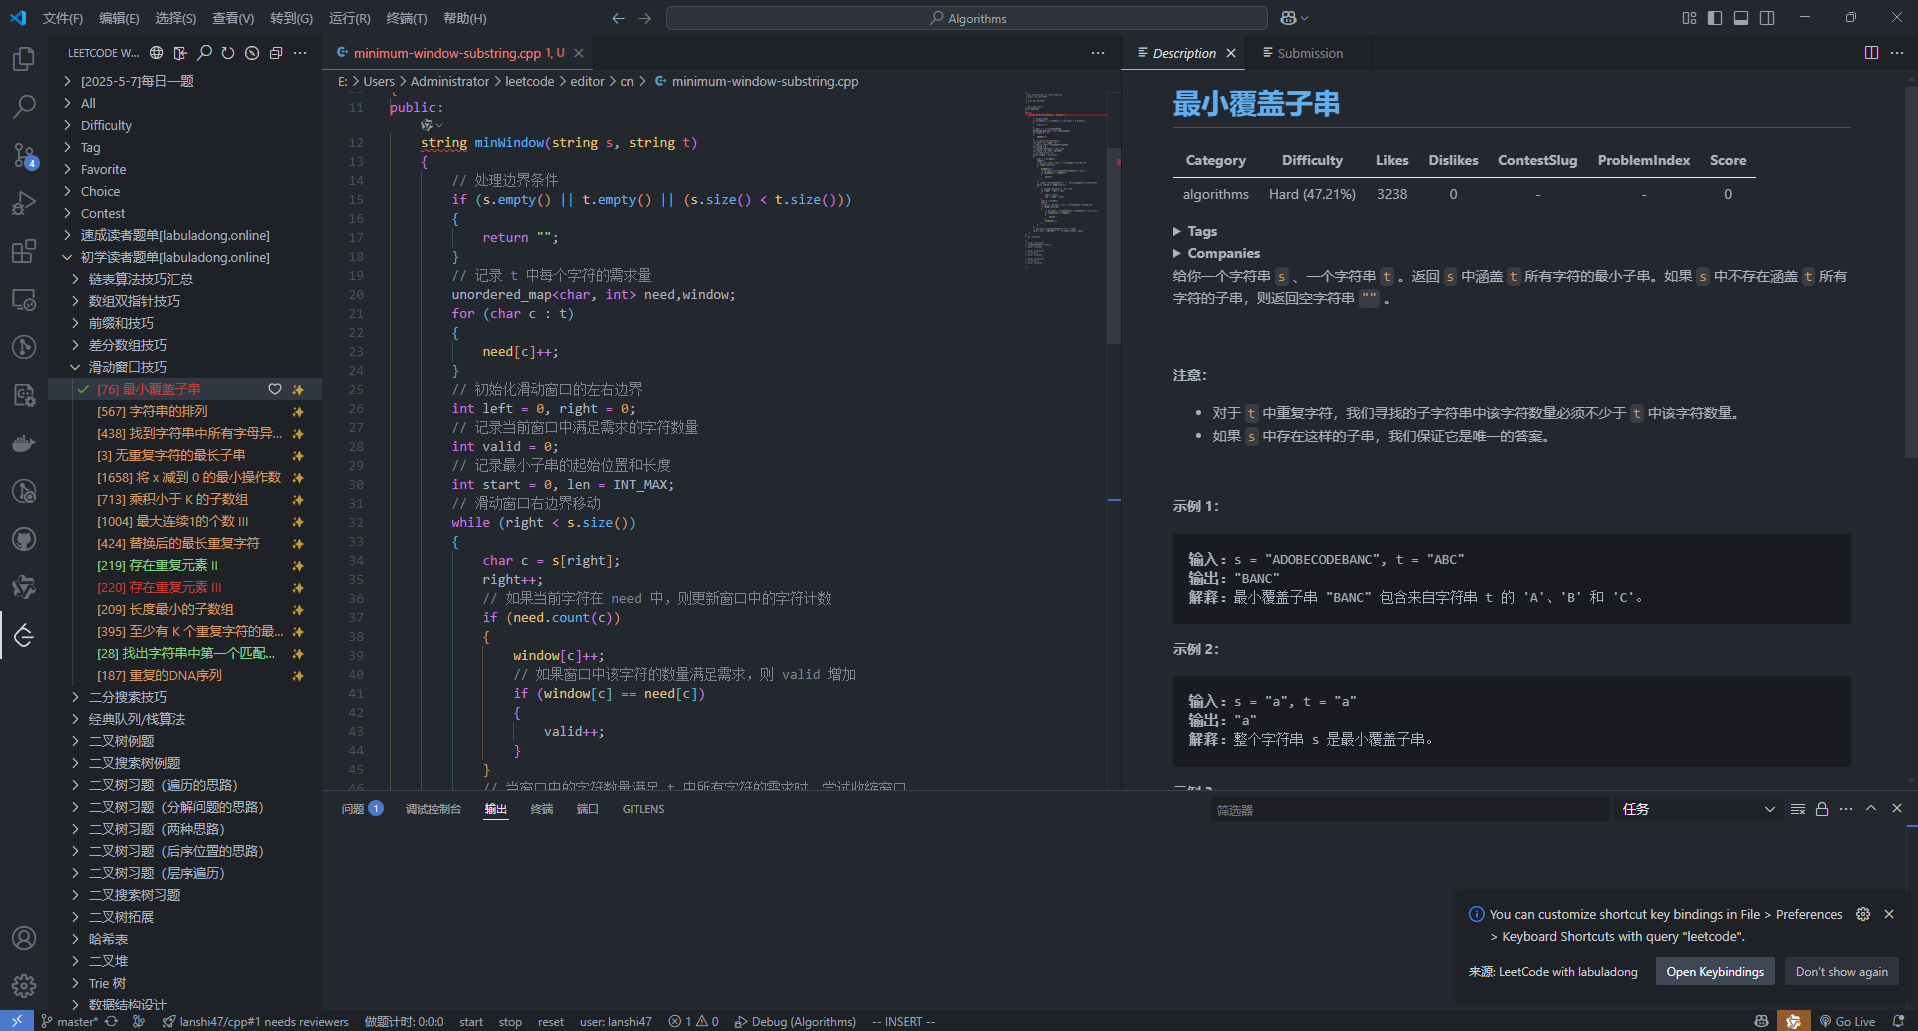 文件(F) 编辑(E) 选择(S) 查看(V) 转到(G) 运行(R) 终端(T) 帮助(H)
Algorithms
LEETCODE W...
[2025-5-7]每日一题
All
Difficulty
Tag
Favorite
Choice
Contest
速成读者题单[labuladong.online]
初学读者题单[labuladong.online]
链表算法技巧汇总
数组双指针技巧
前缀和技巧
差分数组技巧
滑动窗口技巧
[76] 最小覆盖子串
[567] 字符串的排列
[438] 找到字符串中所有字母异...
[3] 无重复字符的最长子串
[1658] 将 x 减到 0 的最小操作数
[713] 乘积小于 K 的子数组
[1004] 最大连续1的个数 III
[424] 替换后的最长重复字符
[219] 存在重复元素 II
[220] 存在重复元素 III
[209] 长度最小的子数组
[395] 至少有 K 个重复字符的最...
[28] 找出字符串中第一个匹配...
[187] 重复的DNA序列
二分搜索技巧
经典队列/栈算法
二叉树例题
二叉搜索树例题
二叉树习题（遍历的思路）
二叉树习题（分解问题的思路）
二叉树习题（两种思路）
二叉树习题（后序位置的思路）
二叉树习题（层序遍历）
二叉搜索树习题
二叉树拓展
哈希表
二叉堆
Trie 树
数据结构设计
minimum-window-substring.cpp 1, U
E: > Users > Administrator > leetcode > editor > cn > minimum-window-substring.cpp
11 public:
12 string minWindow(string s, string t)
13 {
14 // 处理边界条件
15 if (s.empty() || t.empty() || (s.size() < t.size()))
16 {
17 return "";
18 }
19 // 记录 t 中每个字符的需求量
20 unordered_map<char, int> need,window;
21 for (char c : t)
22 {
23 need[c]++;
24 }
25 // 初始化滑动窗口的左右边界
26 int left = 0, right = 0;
27 // 记录当前窗口中满足需求的字符数量
28 int valid = 0;
29 // 记录最小子串的起始位置和长度
30 int start = 0, len = INT_MAX;
31 // 滑动窗口右边界移动
32 while (right < s.size())
33 {
34 char c = s[right];
35 right++;
36 // 如果当前字符在 need 中，则更新窗口中的字符计数
37 if (need.count(c))
38 {
39 window[c]++;
40 // 如果窗口中该字符的数量满足需求，则 valid 增加
41 if (window[c] == need[c])
42 {
43 valid++;
44 }
45 }
46 // 当窗口中的字符数量满足 t 中所有字符的需求时，尝试收缩窗口
Description
Submission
最小覆盖子串
Category Difficulty Likes Dislikes ContestSlug ProblemIndex Score
algorithms Hard (47.21%) 3238 0 - - 0
Tags
Companies
给你一个字符串 s 、一个字符串 t 。返回 s 中涵盖 t 所有字符的最小子串。如果 s 中不存在涵盖 t 所有
字符的子串，则返回空字符串 "" 。
注意：
• 对于 t 中重复字符，我们寻找的子字符串中该字符数量必须不少于 t 中该字符数量。
• 如果 s 中存在这样的子串，我们保证它是唯一的答案。
示例 1：
输入：s = "ADOBECODEBANC", t = "ABC"
输出："BANC"
解释：最小覆盖子串 "BANC" 包含来自字符串 t 的 'A'、'B' 和 'C'。
示例 2：
输入：s = "a", t = "a"
输出："a"
解释：整个字符串 s 是最小覆盖子串。
问题 1 调试控制台 输出 终端 端口 GITLENS
筛选器
任务
You can customize shortcut key bindings in File > Preferences
> Keyboard Shortcuts with query "leetcode".
来源: LeetCode with labuladong
Open Keybindings
Don't show again
4
master* lanshi47/cpp#1 needs reviewers 做题计时: 0:0:0 start stop reset user: lanshi47 1 0 Debug (Algorithms) -- INSERT -- Go Live